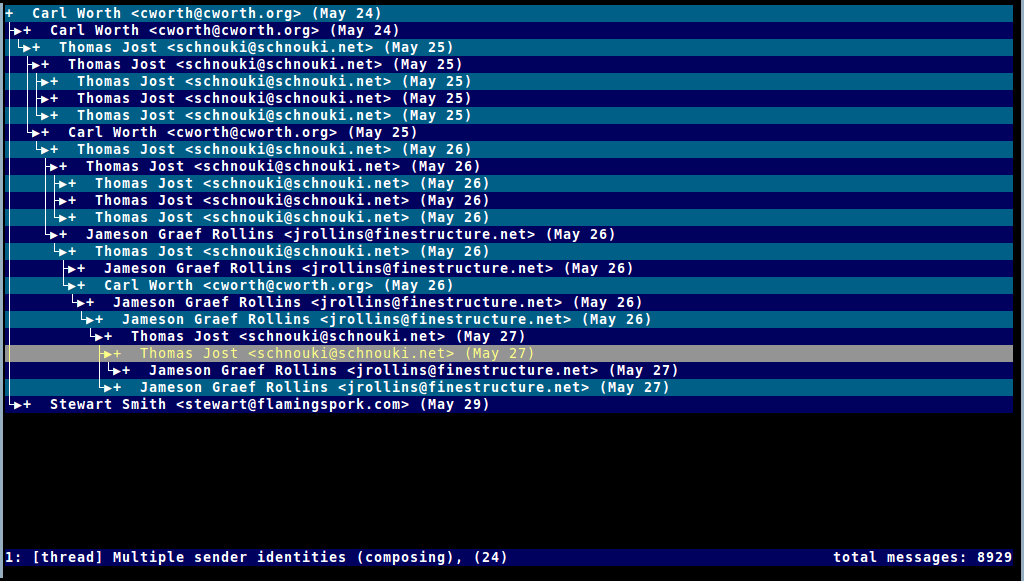 +  Carl Worth <cworth@cworth.org> (May 24)
├▶+  Carl Worth <cworth@cworth.org> (May 24)
│└▶+  Thomas Jost <schnouki@schnouki.net> (May 25)
│ ├▶+  Thomas Jost <schnouki@schnouki.net> (May 25)
│ │├▶+  Thomas Jost <schnouki@schnouki.net> (May 25)
│ │├▶+  Thomas Jost <schnouki@schnouki.net> (May 25)
│ │└▶+  Thomas Jost <schnouki@schnouki.net> (May 25)
│ └▶+  Carl Worth <cworth@cworth.org> (May 25)
│  └▶+  Thomas Jost <schnouki@schnouki.net> (May 26)
│   ├▶+  Thomas Jost <schnouki@schnouki.net> (May 26)
│   │├▶+  Thomas Jost <schnouki@schnouki.net> (May 26)
│   │├▶+  Thomas Jost <schnouki@schnouki.net> (May 26)
│   │└▶+  Thomas Jost <schnouki@schnouki.net> (May 26)
│   └▶+  Jameson Graef Rollins <jrollins@finestructure.net> (May 26)
│    └▶+  Thomas Jost <schnouki@schnouki.net> (May 26)
│     ├▶+  Jameson Graef Rollins <jrollins@finestructure.net> (May 26)
│     └▶+  Carl Worth <cworth@cworth.org> (May 26)
│      └▶+  Jameson Graef Rollins <jrollins@finestructure.net> (May 26)
│       └▶+  Jameson Graef Rollins <jrollins@finestructure.net> (May 26)
│        └▶+  Thomas Jost <schnouki@schnouki.net> (May 27)
│         ├▶+  Thomas Jost <schnouki@schnouki.net> (May 27)
│         │└▶+  Jameson Graef Rollins <jrollins@finestructure.net> (May 27)
│         └▶+  Jameson Graef Rollins <jrollins@finestructure.net> (May 27)
└▶+  Stewart Smith <stewart@flamingspork.com> (May 29)
1: [thread] Multiple sender identities (composing), (24) total messages: 8929